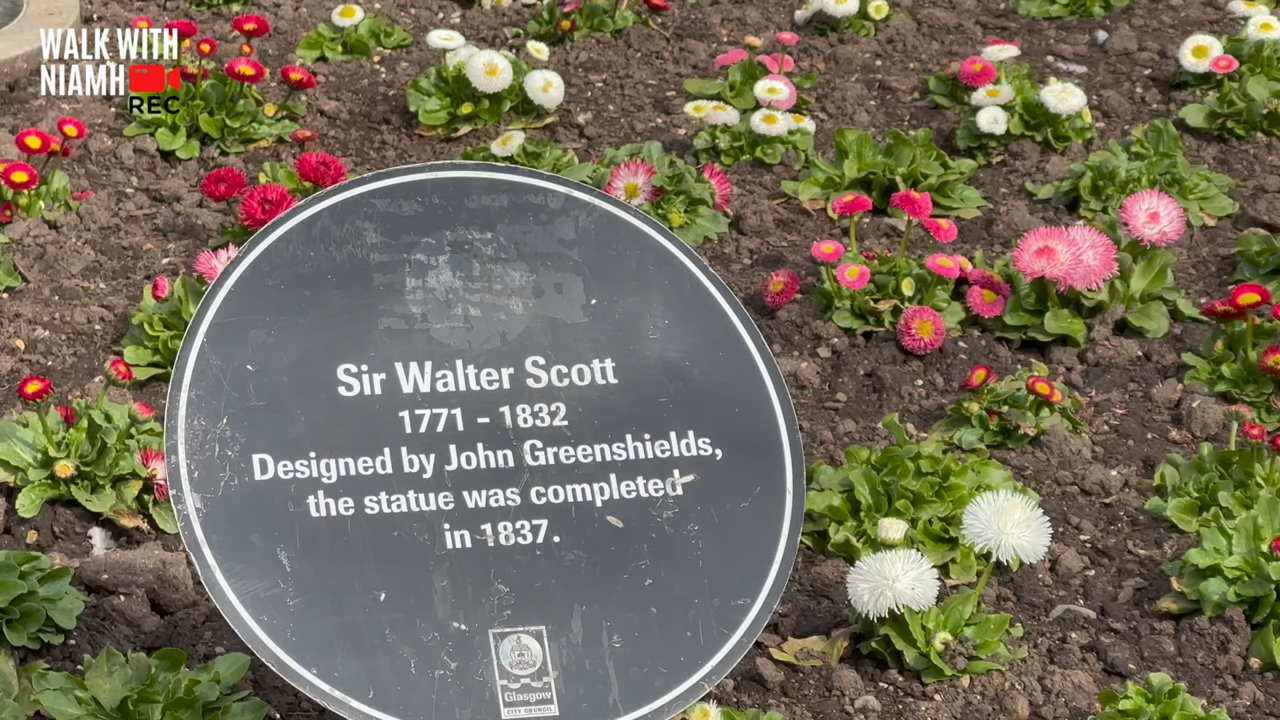 WALK WITH
NIAMH
REC
Sir Walter Scott
1771 - 1832
Designed by John Greenshields,
the statue was completed
in 1837.
Glasgow
CITY COUNCIL